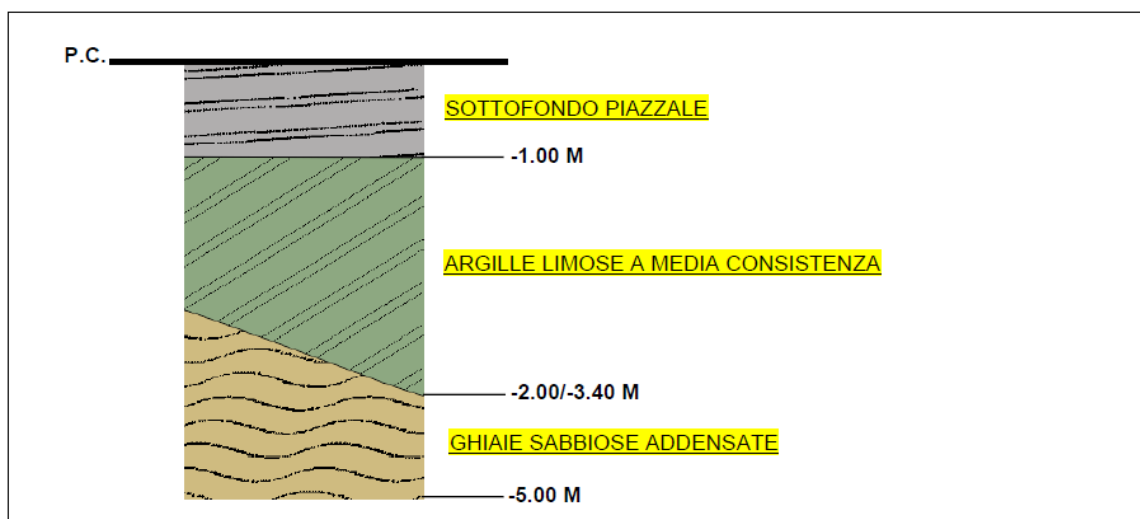 P.C.
SOTTOFONDO PIAZZALE
-1.00 M
ARGILLE LIMOSE A MEDIA CONSISTENZA
-2.00/-3.40 M
GHIAIE SABBIOSE ADDENSATE
-5.00 M